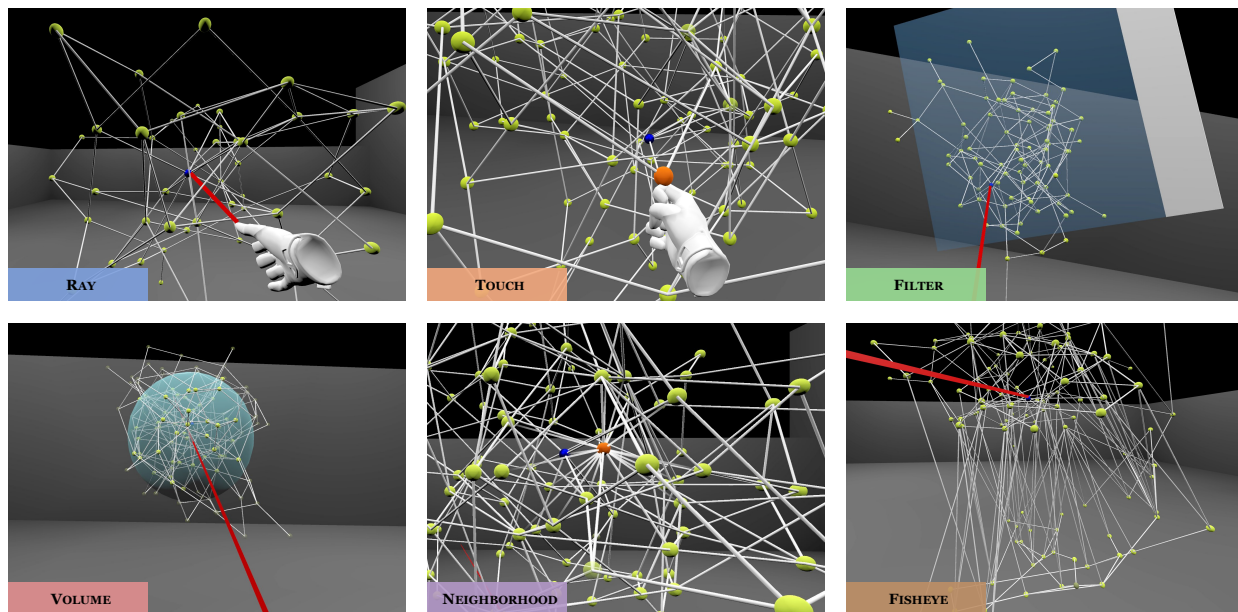 RAY
TOUCH
FILTER
VOLUME
NEIGHBORHOOD
FISHEYE